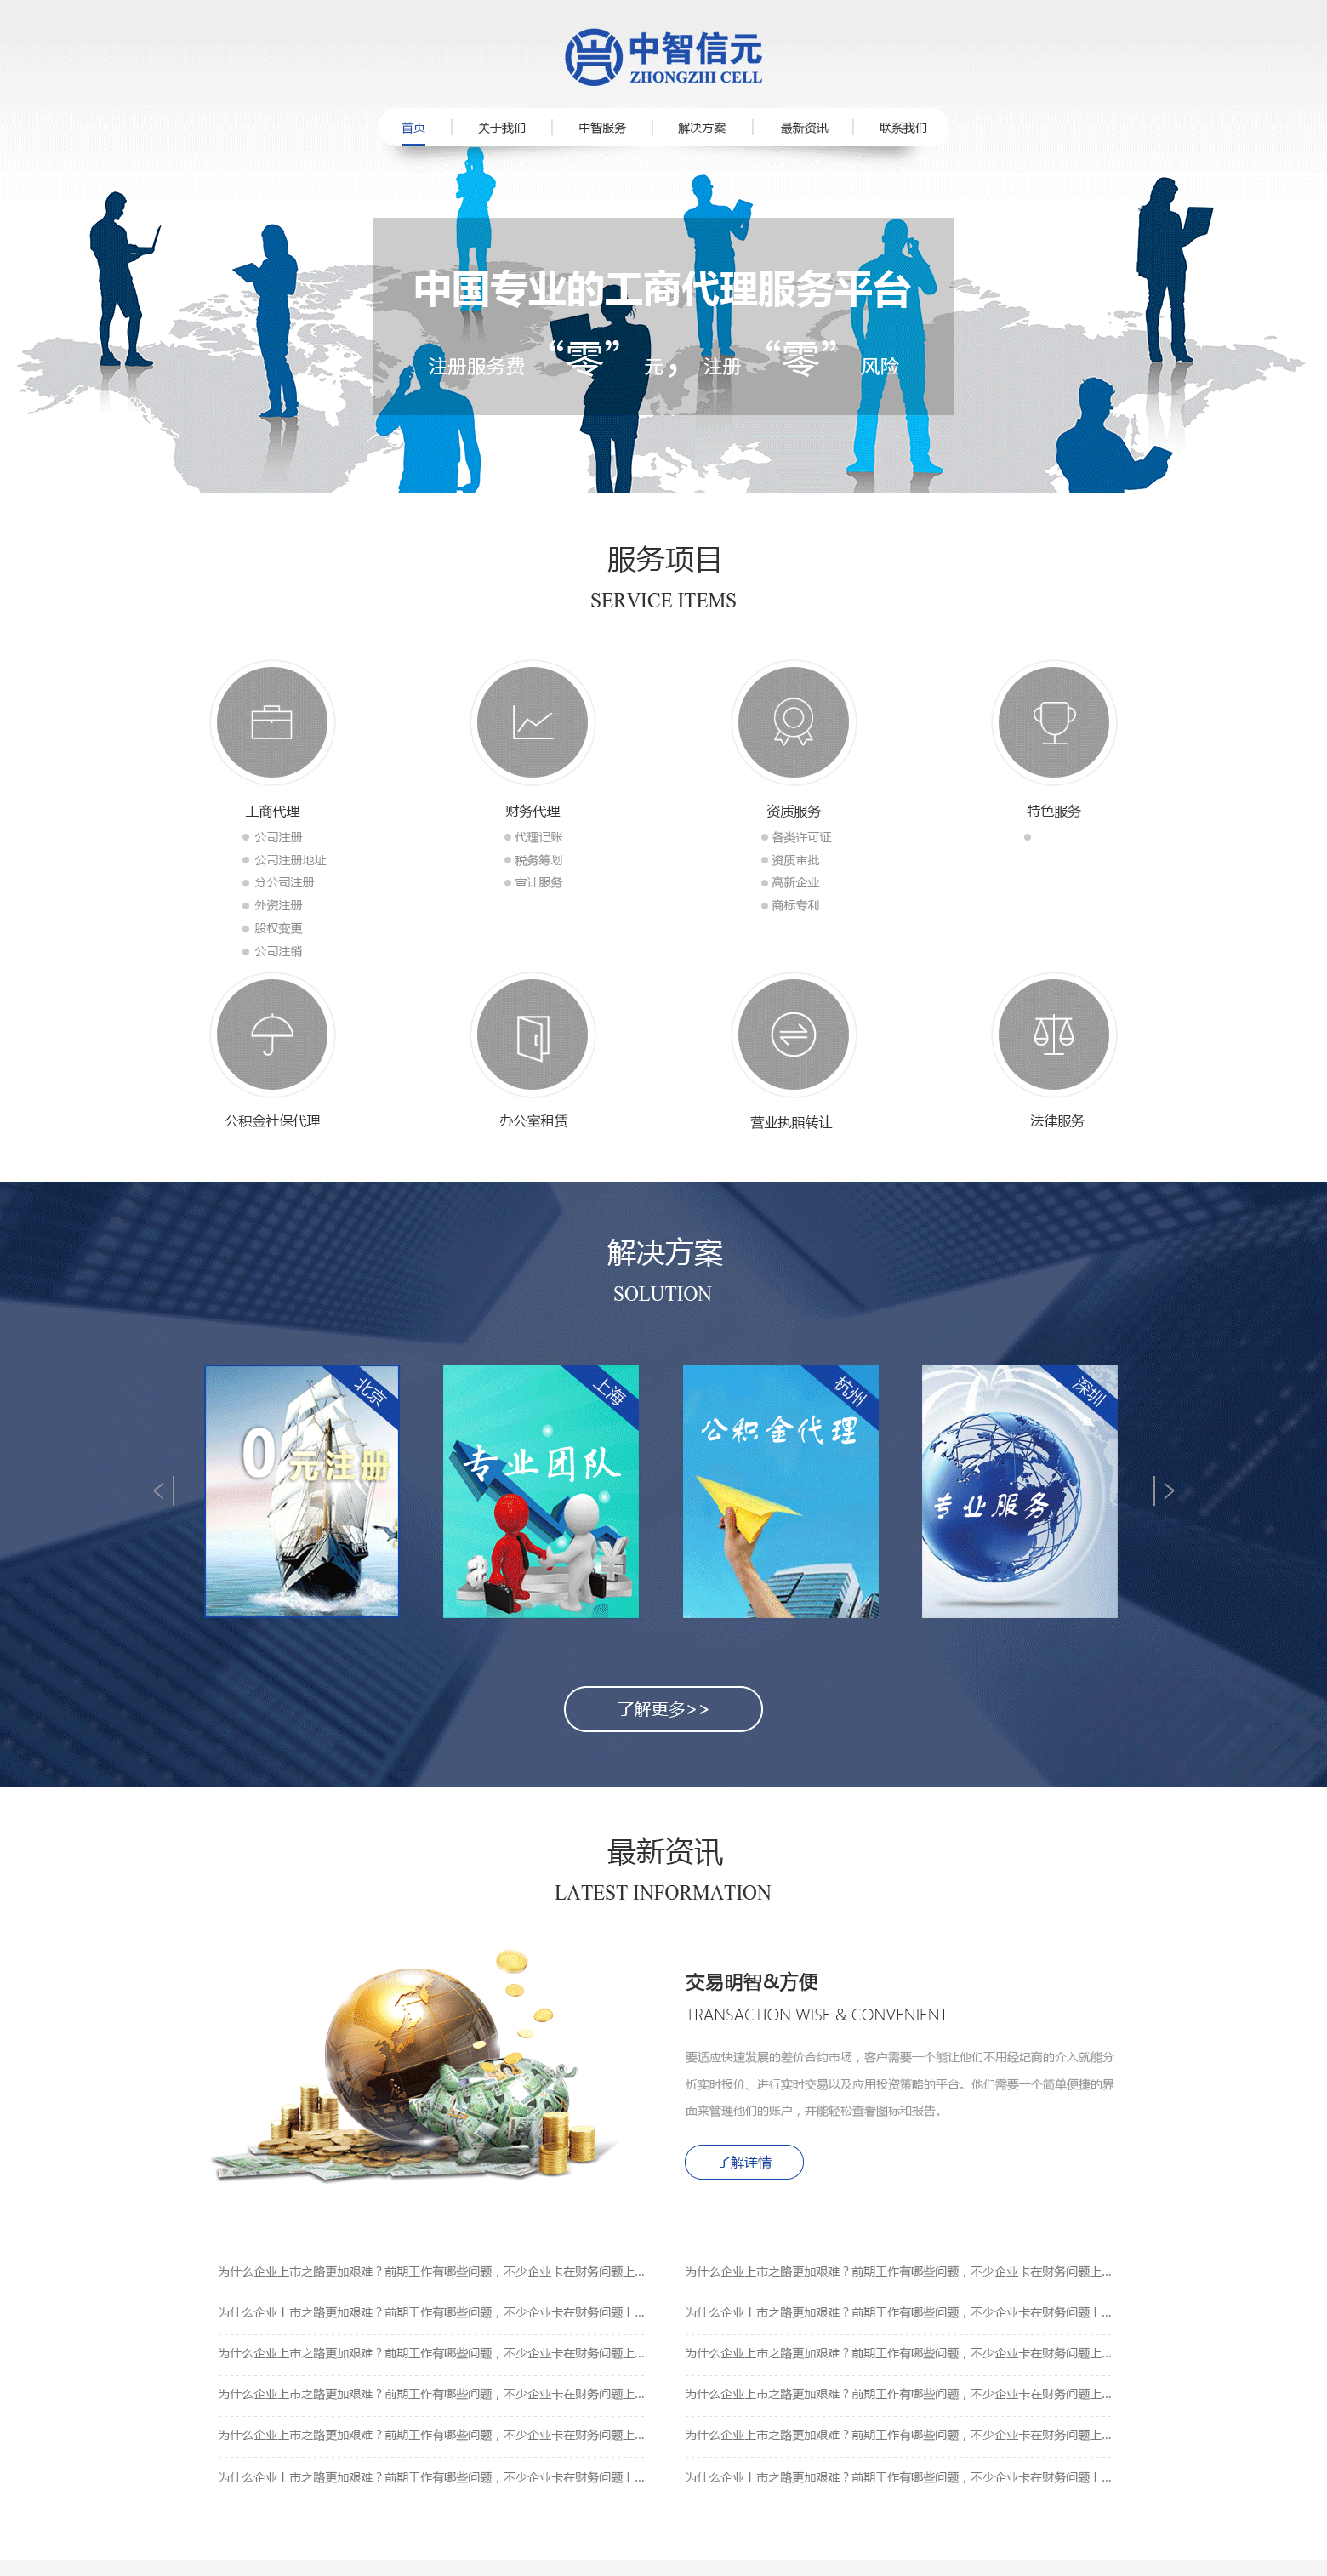 中智信元
ZHONGZHI CELL
首页 关于我们 中智服务 解决方案 最新资讯 联系我们
中国专业的工商代理服务平台
注册服务费 “零” 元， 注册 “零” 风险
服务项目
SERVICE ITEMS
工商代理
公司注册
公司注册地址
分公司注册
外资注册
股权变更
公司注销
财务代理
代理记账
税务筹划
审计服务
资质服务
各类许可证
资质审批
高新企业
商标专利
特色服务
公积金社保代理
办公室租赁
营业执照转让
法律服务
解决方案
SOLUTION
北京
0元注册
上海
专业团队
杭州
公积金代理
深圳
专业服务
了解更多>>
最新资讯
LATEST INFORMATION
交易明智&方便
TRANSACTION WISE & CONVENIENT
要适应快速发展的差价合约市场，客户需要一个能让他们不用经纪商的介入就能分
析实时报价、进行实时交易以及应用投资策略的平台。他们需要一个简单便捷的界
面来管理他们的账户，并能轻松查看图标和报告。
了解详情
为什么企业上市之路更加艰难？前期工作有哪些问题，不少企业卡在财务问题上...
为什么企业上市之路更加艰难？前期工作有哪些问题，不少企业卡在财务问题上...
为什么企业上市之路更加艰难？前期工作有哪些问题，不少企业卡在财务问题上...
为什么企业上市之路更加艰难？前期工作有哪些问题，不少企业卡在财务问题上...
为什么企业上市之路更加艰难？前期工作有哪些问题，不少企业卡在财务问题上...
为什么企业上市之路更加艰难？前期工作有哪些问题，不少企业卡在财务问题上...
为什么企业上市之路更加艰难？前期工作有哪些问题，不少企业卡在财务问题上...
为什么企业上市之路更加艰难？前期工作有哪些问题，不少企业卡在财务问题上...
为什么企业上市之路更加艰难？前期工作有哪些问题，不少企业卡在财务问题上...
为什么企业上市之路更加艰难？前期工作有哪些问题，不少企业卡在财务问题上...
为什么企业上市之路更加艰难？前期工作有哪些问题，不少企业卡在财务问题上...
为什么企业上市之路更加艰难？前期工作有哪些问题，不少企业卡在财务问题上...